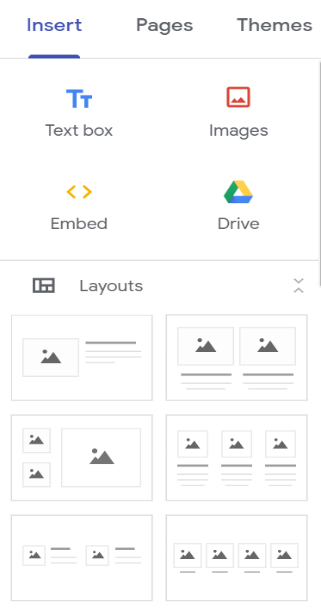 Insert Pages Themes
Text box Images
Embed Drive
Layouts